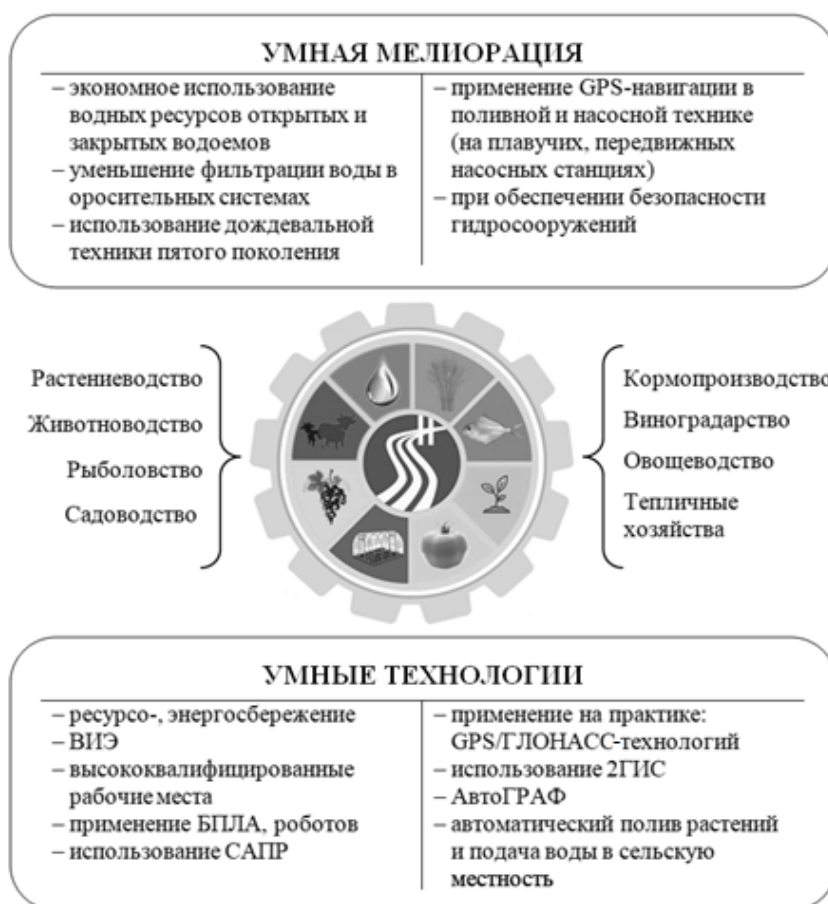 УМНАЯ МЕЛИОРАЦИЯ
– экономное использование
водных ресурсов открытых и
закрытых водоемов
– уменьшение фильтрации воды в
оросительных системах
– использование дождевальной
техники пятого поколения
– применение GPS-навигации в
поливной и насосной технике
(на плавучих, передвижных
насосных станциях)
– при обеспечении безопасности
гидросооружений
Растениеводство
Животноводство
Рыболовство
Садоводство
Кормопроизводство
Виноградарство
Овощеводство
Тепличные
хозяйства
УМНЫЕ ТЕХНОЛОГИИ
– ресурсо-, энергосбережение
– ВИЭ
– высококвалифицированные
рабочие места
– применение БПЛА, роботов
– использование САПР
– применение на практике:
GPS/ГЛОНАСС-технологий
– использование 2ГИС
– АвтоГРАФ
– автоматический полив растений
и подача воды в сельскую
местность